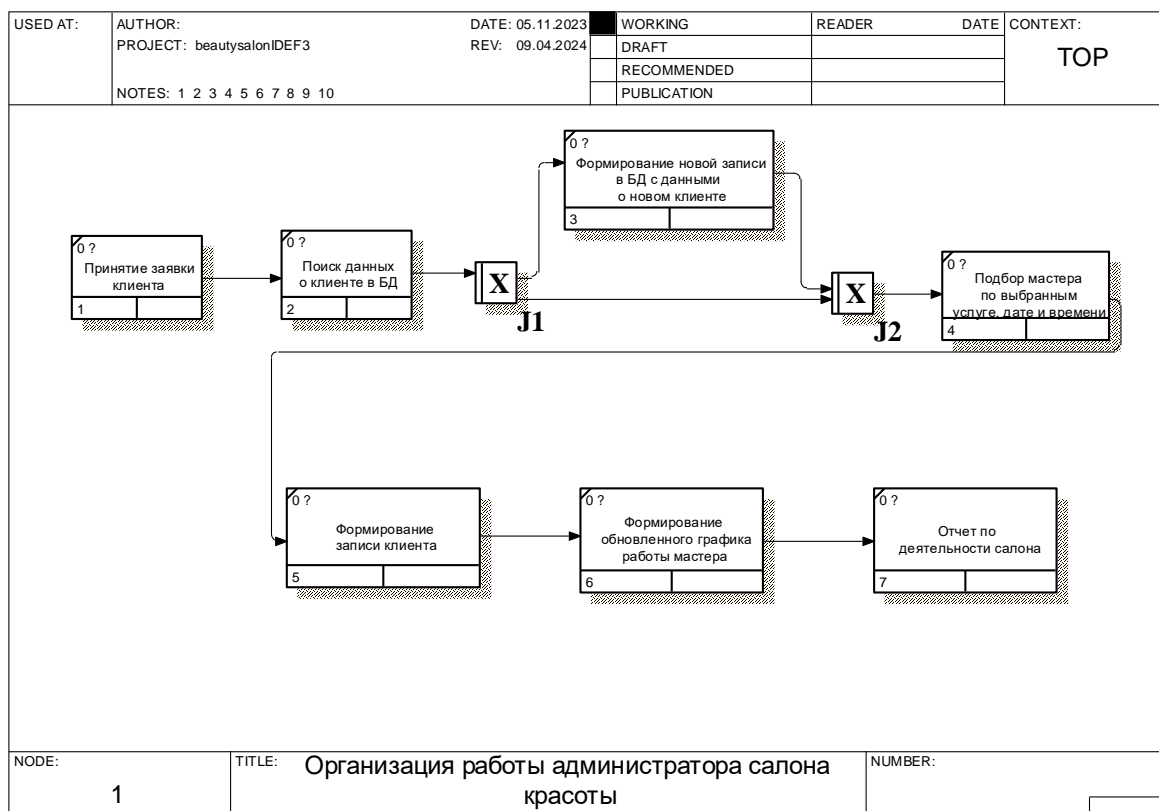 USED AT:
AUTHOR:
DATE: 05.11.2023
PROJECT: beautysalonIDEF3
REV: 09.04.2024
NOTES: 1 2 3 4 5 6 7 8 9 10
WORKING
DRAFT
RECOMMENDED
PUBLICATION
READER
DATE
CONTEXT:
TOP
0 ?
Принятие заявки
клиента
1
0 ?
Поиск данных
о клиенте в БД
2
X
J1
0 ?
Формирование новой записи
в БД с данными
о новом клиенте
3
X
J2
0 ?
Подбор мастера
по выбранным
услуге, дате и времени
4
0 ?
Формирование
записи клиента
5
0 ?
Формирование
обновленного графика
работы мастера
6
0 ?
Отчет по
деятельности салона
7
NODE:
1
TITLE:
Организация работы администратора салона
красоты
NUMBER: